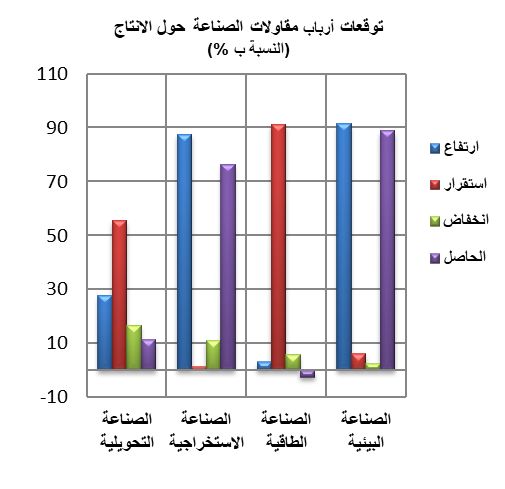 توقعات أرباب مقاولات الصناعة حول الانتاج
(النسبة ب %)
110
90
70
50
30
10
-10
ارتفاع
استقرار
انخفاض
الحاصل
الصناعة التحويلية
الصناعة الاستخراجية
الصناعة الطاقية
الصناعة البيئية